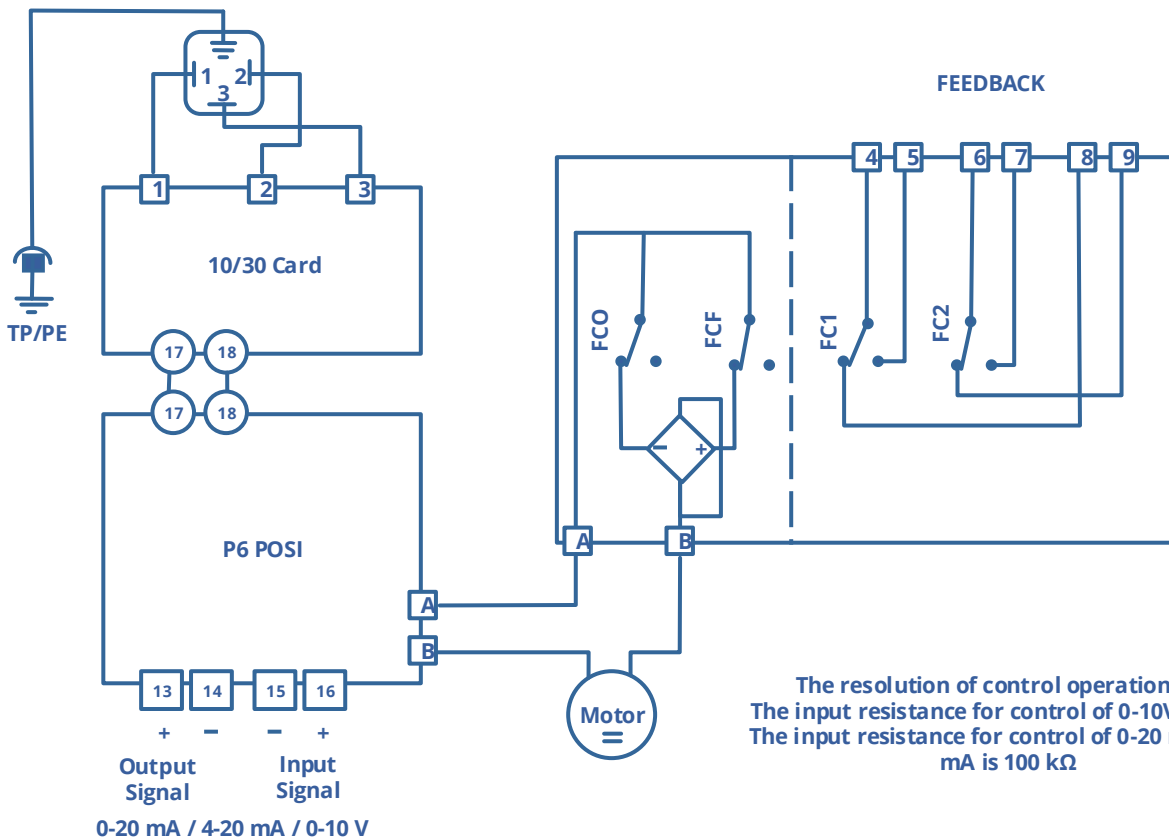 1 2
3
FEEDBACK
1 2 3
4 5 6 7 8 9
10/30 Card
TP/PE
FCO
FCF
FC1
FC2
17 18
17 18
- +
P6 POSI
A B
A
B
13 14 15 16
+ - - +
Output
Signal
Input
Signal
0-20 mA / 4-20 mA / 0-10 V
Motor
The resolution of control operation
The input resistance for control of 0-10V
The input resistance for control of 0-20
mA is 100 kΩ